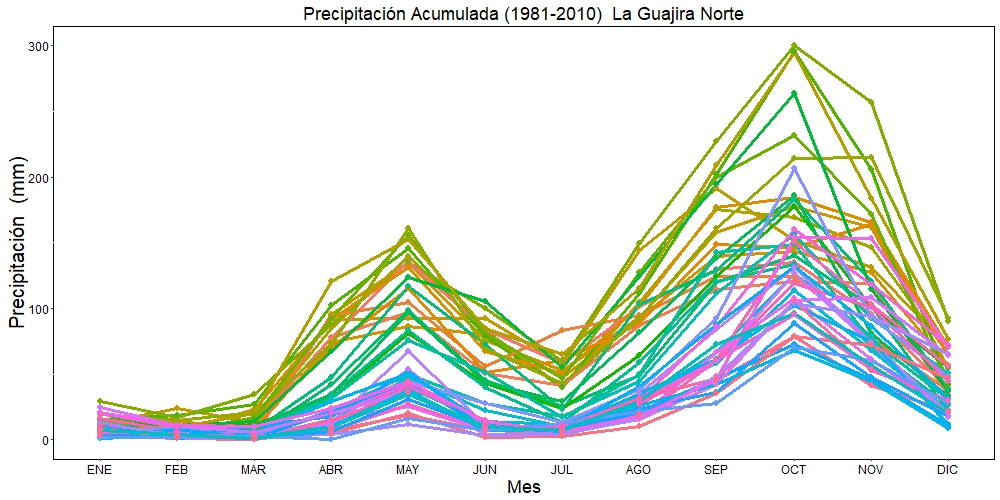 Precipitación Acumulada (1981-2010) La Guajira Norte
Precipitación (mm)
300
200
100
0
ENE FEB MAR ABR MAY JUN JUL AGO SEP OCT NOV DIC
Mes